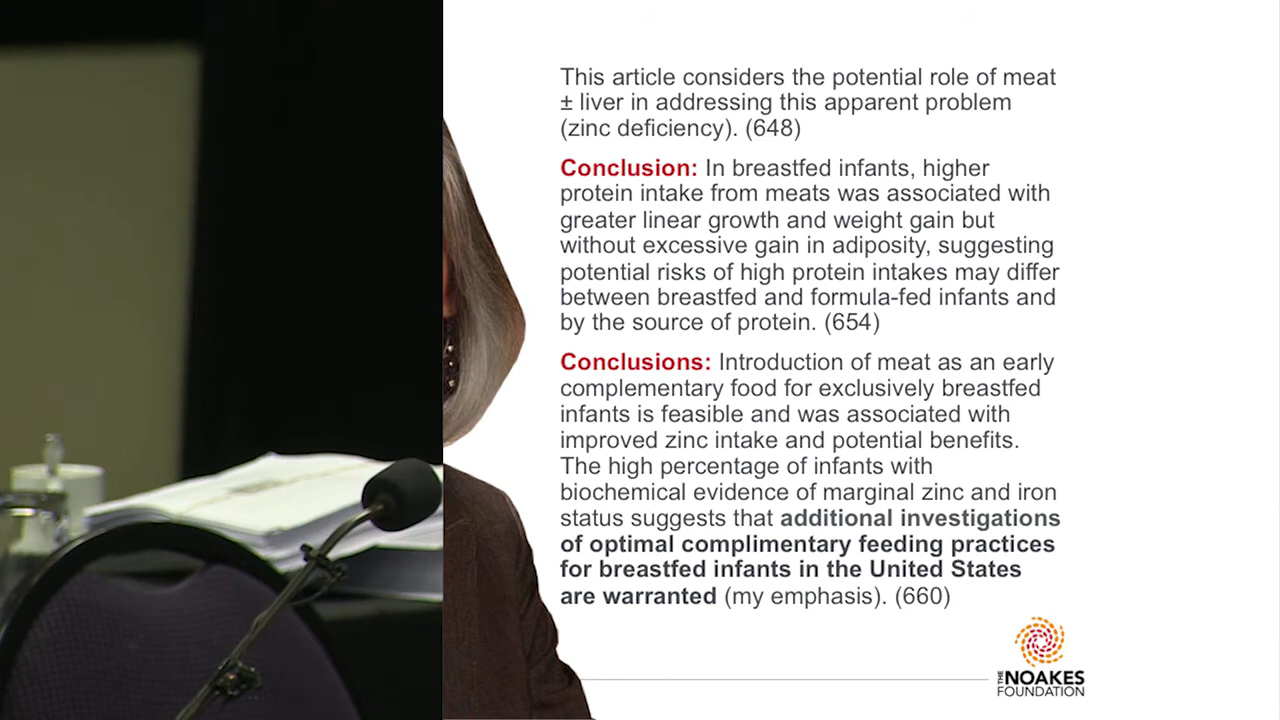 This article considers the potential role of meat
± liver in addressing this apparent problem
(zinc deficiency). (648)
Conclusion: In breastfed infants, higher
protein intake from meats was associated with
greater linear growth and weight gain but
without excessive gain in adiposity, suggesting
potential risks of high protein intakes may differ
between breastfed and formula-fed infants and
by the source of protein. (654)
Conclusions: Introduction of meat as an early
complementary food for exclusively breastfed
infants is feasible and was associated with
improved zinc intake and potential benefits.
The high percentage of infants with
biochemical evidence of marginal zinc and iron
status suggests that additional investigations
of optimal complimentary feeding practices
for breastfed infants in the United States
are warranted (my emphasis). (660)
THE NOAKES
FOUNDATION